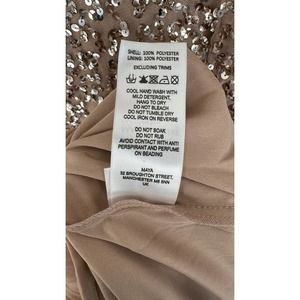 SHELL: 100% POLYESTER
LINING: 100% POLYESTER
EXCLUDING TRIMS
COOL HAND WASH WITH
MILD DETERGENT,
HANG TO DRY
DO NOT BLEACH
DO NOT TUMBLE DRY
COOL IRON ON REVERSE
DO NOT SOAK
DO NOT RUB
AVOID CONTACT WITH ANTI
PERSPIRANT AND PERFUME
ON BEADING
MAYA
52 BROUGHTON STREET,
MANCHESTER M8 8NN
UK